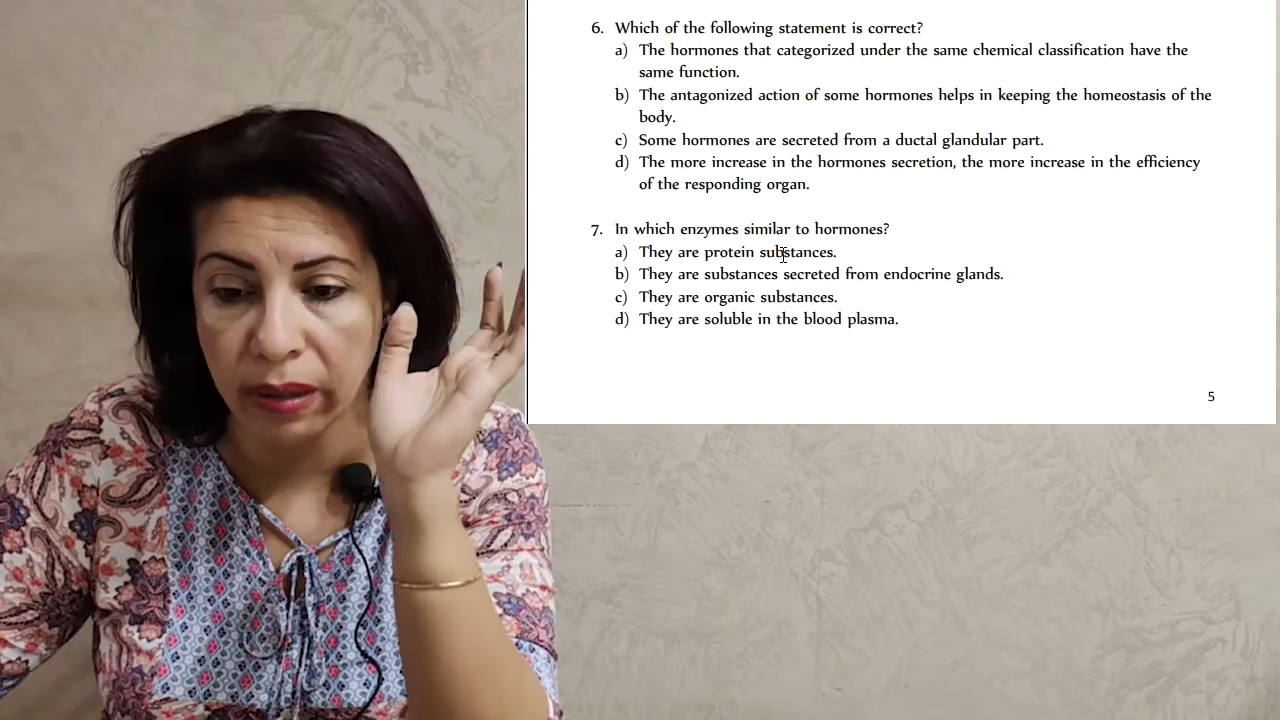 6. Which of the following statement is correct?
a) The hormones that categorized under the same chemical classification have the
same function.
b) The antagonized action of some hormones helps in keeping the homeostasis of the
body.
c) Some hormones are secreted from a ductal glandular part.
d) The more increase in the hormones secretion, the more increase in the efficiency
of the responding organ.
7. In which enzymes similar to hormones?
a) They are protein substances.
b) They are substances secreted from endocrine glands.
c) They are organic substances.
d) They are soluble in the blood plasma.
5